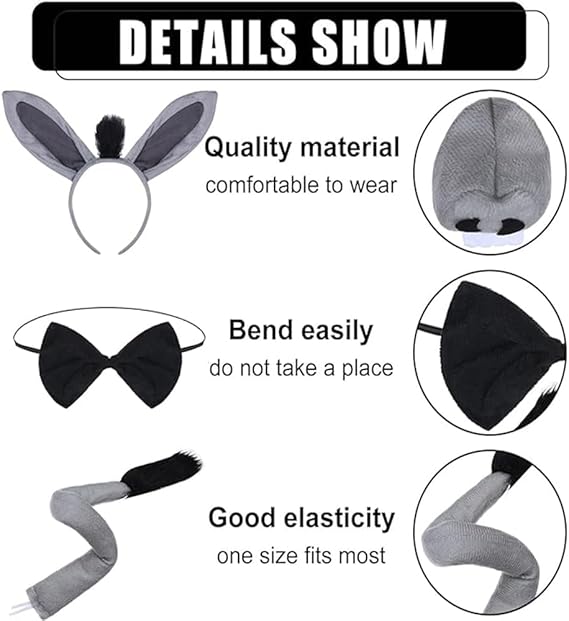 DETAILS SHOW
Quality material
comfortable to wear
Bend easily
do not take a place
Good elasticity
one size fits most